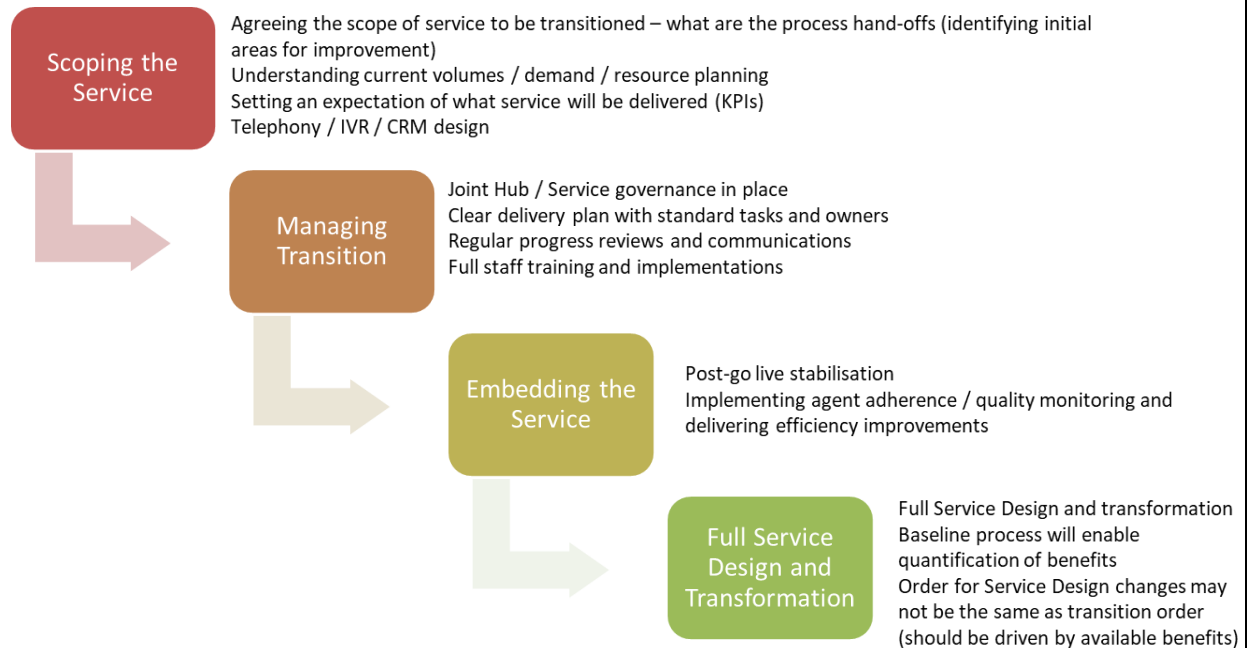 Scoping the
Service
Agreeing the scope of service to be transitioned – what are the process hand-offs (identifying initial
areas for improvement)
Understanding current volumes / demand / resource planning
Setting an expectation of what service will be delivered (KPIs)
Telephony / IVR / CRM design
Managing
Transition
Joint Hub / Service governance in place
Clear delivery plan with standard tasks and owners
Regular progress reviews and communications
Full staff training and implementations
Embedding the
Service
Post-go live stabilisation
Implementing agent adherence / quality monitoring and
delivering efficiency improvements
Full Service
Design and
Transformation
Full Service Design and transformation
Baseline process will enable
quantification of benefits
Order for Service Design changes may
not be the same as transition order
(should be driven by available benefits)